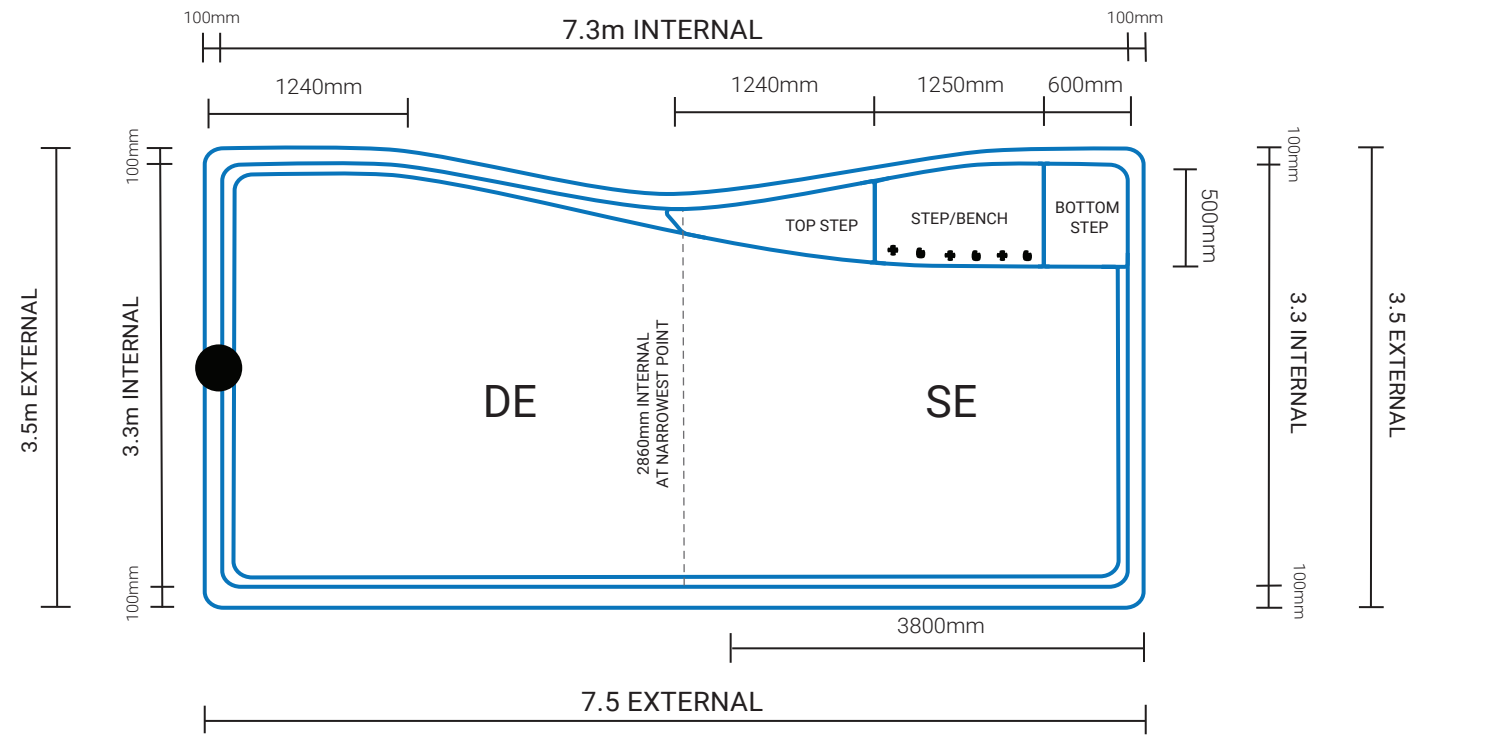 100mm
7.3m INTERNAL
100mm
1240mm
1240mm
1250mm
600mm
100mm
100mm
500mm
TOP STEP
STEP/BENCH
BOTTOM
STEP
3.5m EXTERNAL
3.3m INTERNAL
DE
2860mm INTERNAL
AT NARROWEST POINT
SE
3.3 INTERNAL
3.5 EXTERNAL
100mm
100mm
3800mm
7.5 EXTERNAL